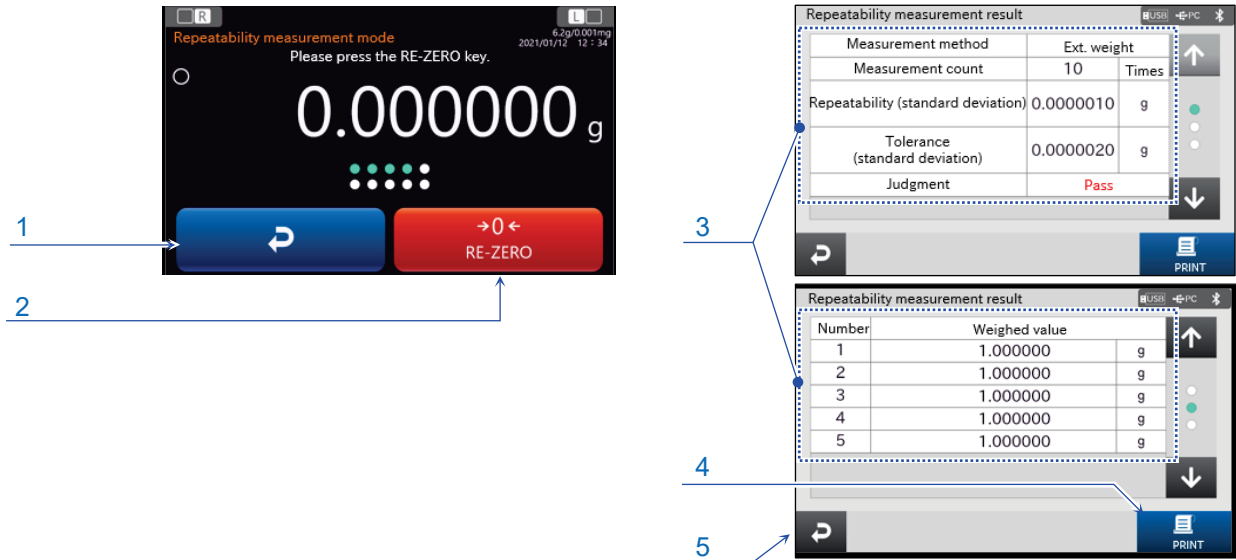 R
L
Repeatability measurement mode
6.2g/0.001mg
2021/01/12 12:34
Please press the RE-ZERO key.
0.000000 g
→0←
RE-ZERO
1
2
Repeatability measurement result
USB PC
Measurement method Ext. weight
Measurement count 10 Times
Repeatability (standard deviation) 0.0000010 g
Tolerance
(standard deviation) 0.0000020 g
Judgment Pass
PRINT
3
Repeatability measurement result
USB PC
Number Weighed value
1 1.000000 g
2 1.000000 g
3 1.000000 g
4 1.000000 g
5 1.000000 g
PRINT
4
5